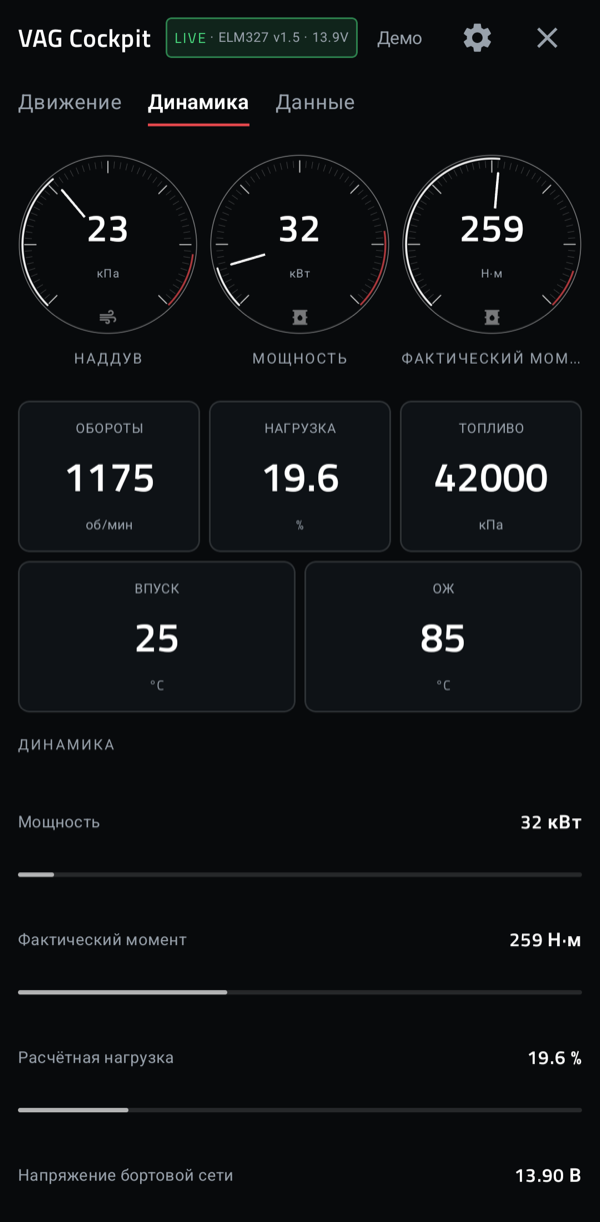 VAG Cockpit LIVE · ELM327 v1.5 · 13.9V Демо
Движение Динамика Данные
23 32 259
кПа кВт Н·м
НАДДУВ МОЩНОСТЬ ФАКТИЧЕСКИЙ МОМ...
ОБОРОТЫ НАГРУЗКА ТОПЛИВО
1175 19.6 42000
об/мин % кПа
ВПУСК ОЖ
25 85
°C °C
ДИНАМИКА
Мощность 32 кВт
Фактический момент 259 Н·м
Расчётная нагрузка 19.6 %
Напряжение бортовой сети 13.90 В